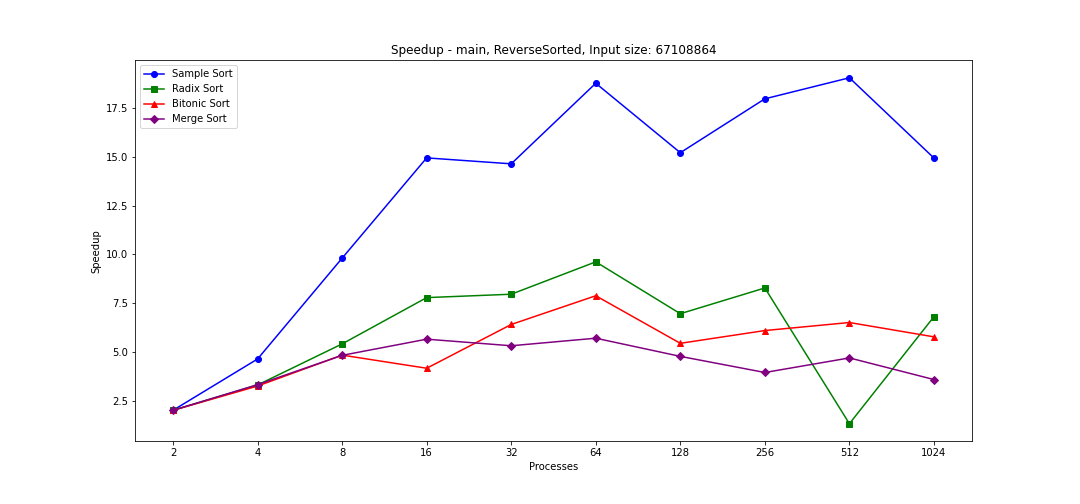 Speedup - main, ReverseSorted, Input size: 67108864
Sample Sort
Radix Sort
Bitonic Sort
Merge Sort
17.5
15.0
12.5
10.0
7.5
5.0
2.5
Speedup
2 4 8 16 32 64 128 256 512 1024
Processes